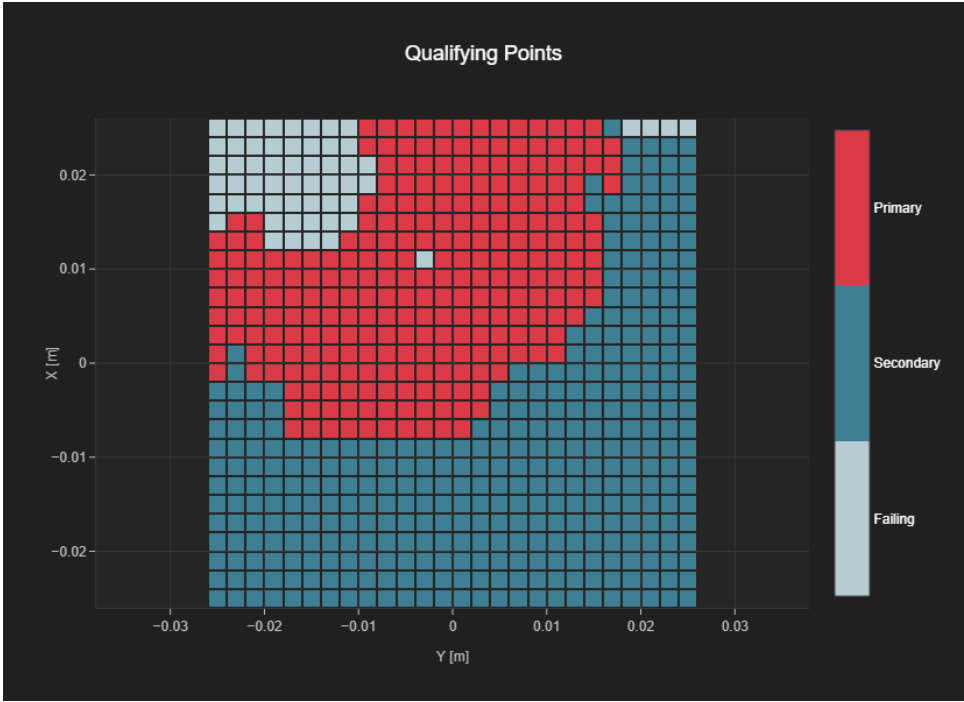 Qualifying Points
0.02
0.01
0
−0.01
−0.02
X [m]
−0.03
−0.02
−0.01
0
0.01
0.02
0.03
Y [m]
Primary
Secondary
Failing